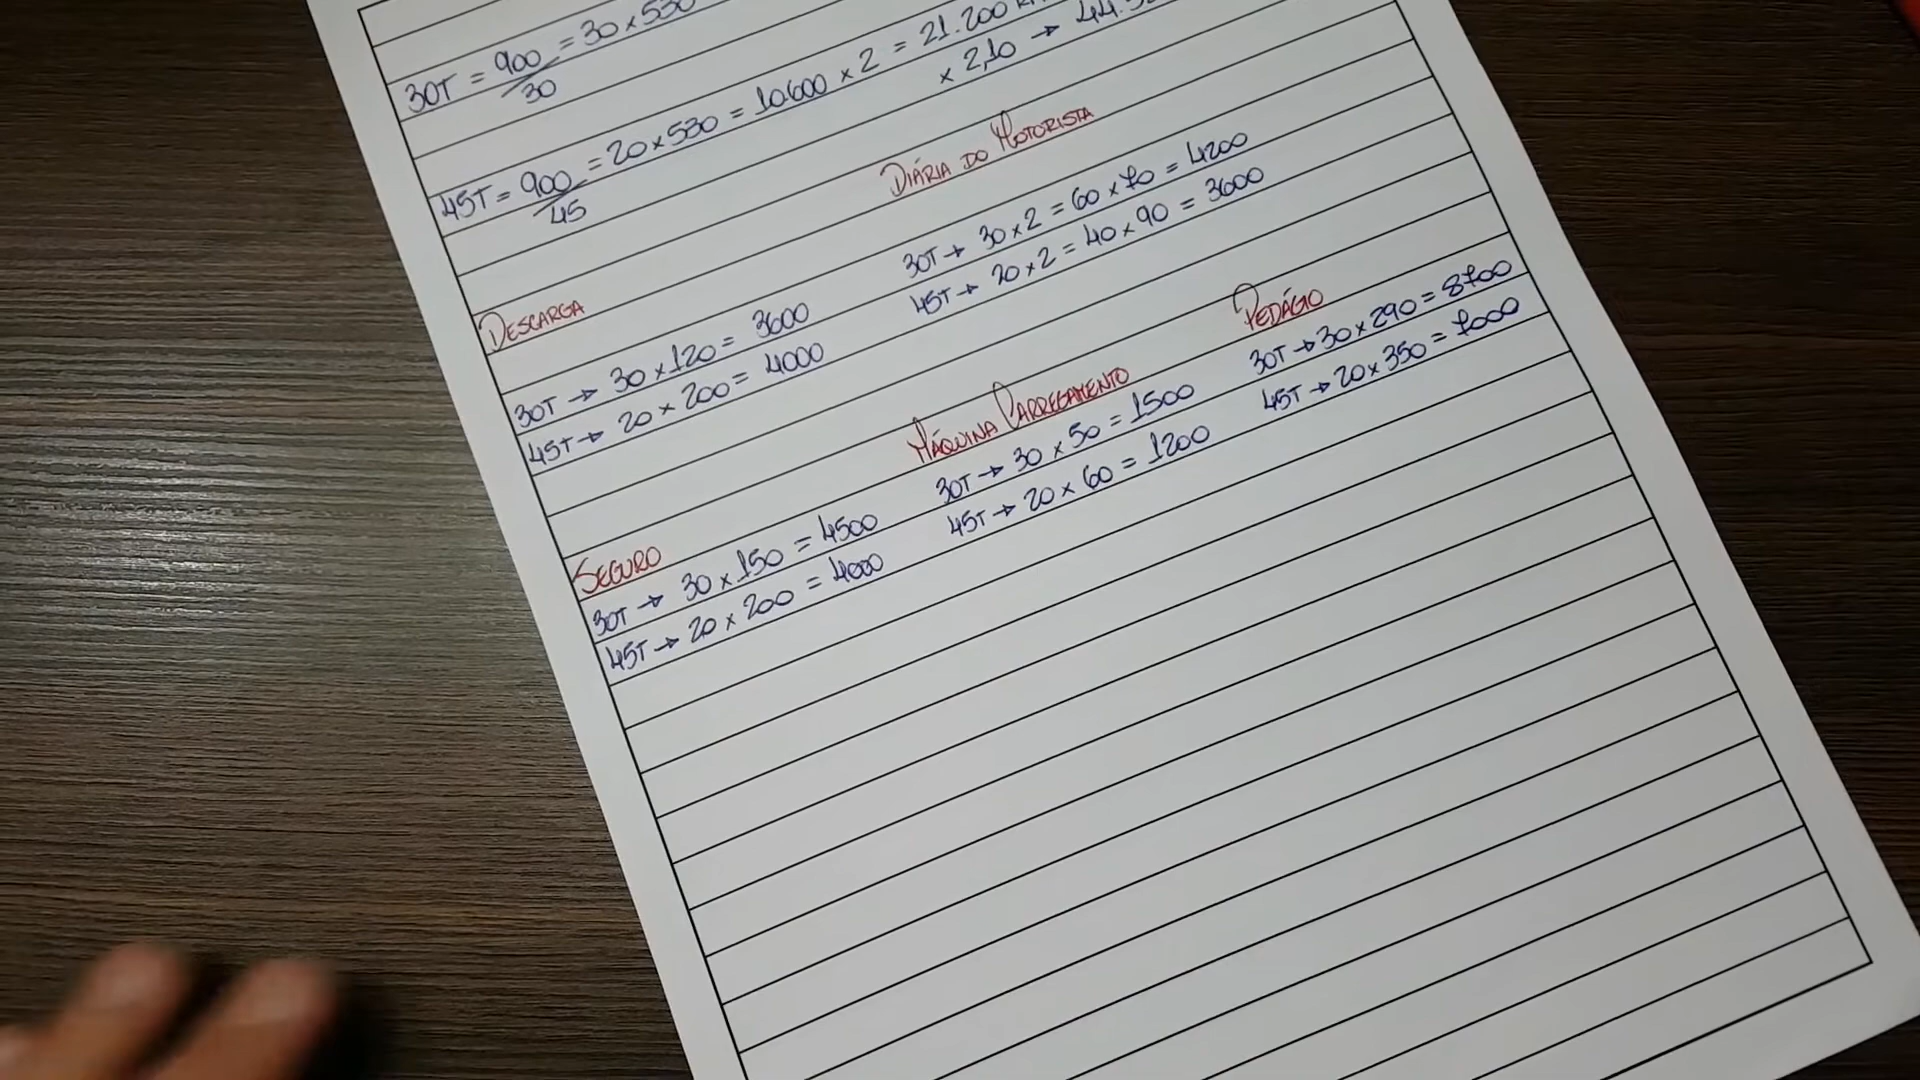 30T = 900/30 = 30 x 530
45T = 900/45 = 20 x 530 = 10.600 x 2 = 21.200
x 2,10 → 44.5
DIÁRIA DO MOTORISTA
30T → 30 x 2 = 60 x 70 = 4200
45T → 20 x 2 = 40 x 90 = 3600
DESCARGA
30T → 30 x 120 = 3600
45T → 20 x 200 = 4000
PEDÁGIO
30T → 30 x 290 = 8700
45T → 20 x 350 = 7000
MÁQUINA CARREGAMENTO
30T → 30 x 50 = 1500
45T → 20 x 60 = 1200
SEGURO
30T → 30 x 150 = 4500
45T → 20 x 200 = 4000